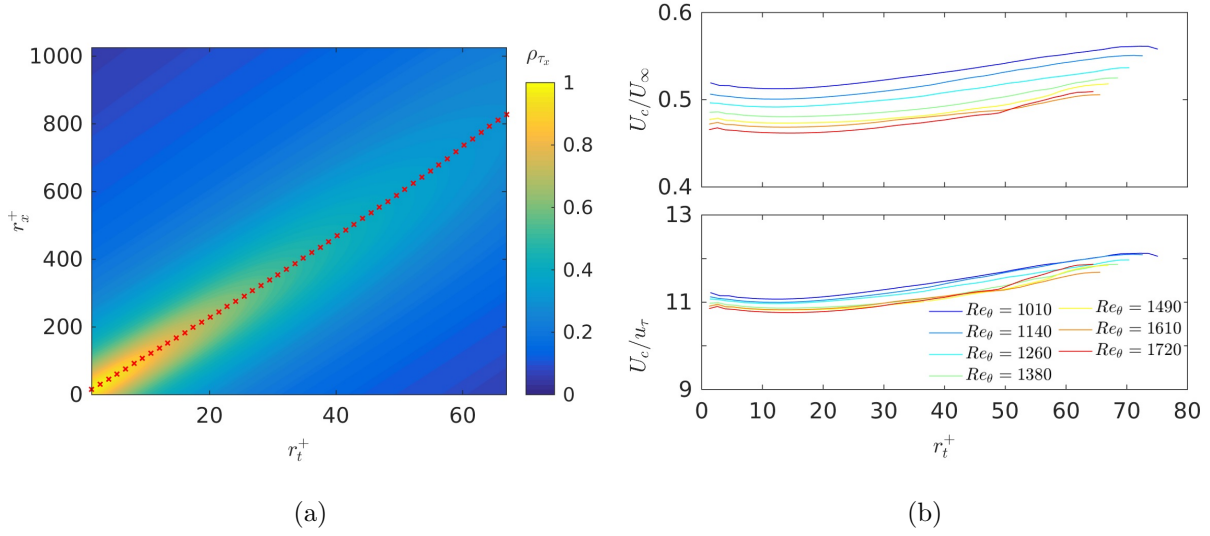 1000
800
600
400
200
0
r_x^+
20
40
60
r_t^+
ρ_{τ_x}
1
0.8
0.6
0.4
0.2
0
(a)
0.6
0.5
0.4
U_c/U_∞
13
11
9
U_c/u_τ
Re_θ = 1010
Re_θ = 1140
Re_θ = 1260
Re_θ = 1380
Re_θ = 1490
Re_θ = 1610
Re_θ = 1720
0 10 20 30 40 50 60 70 80
r_t^+
(b)